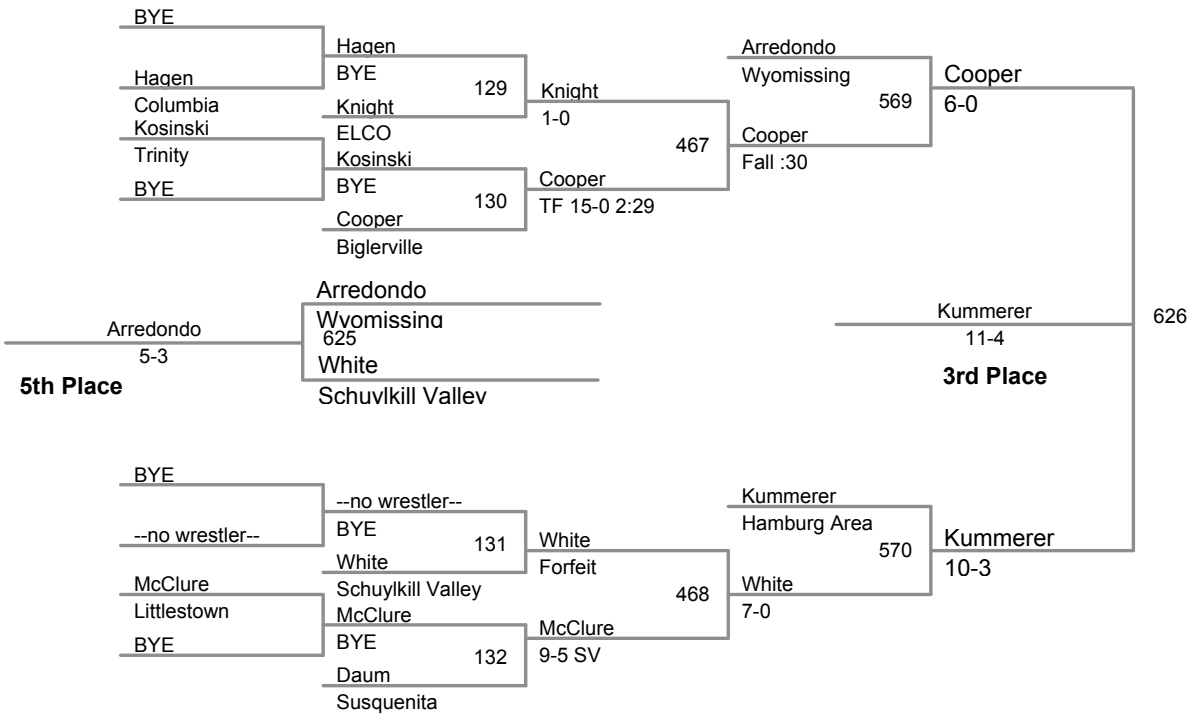 BYE
Hagen
Columbia
Kosinski
Trinity
BYE
Hagen
BYE
129
Knight
ELCO
Kosinski
BYE
130
Cooper
Biglerville
Knight
1-0
467
Cooper
TF 15-0 2:29
Arredondo
Wyomissing
569
Cooper
Fall :30
Cooper
6-0
Arredondo
5-3
5th Place
Arredondo
Wyomissing
625
White
Schuylkill Valley
Kummerer
11-4
3rd Place
626
BYE
--no wrestler--
McClure
Littlestown
BYE
--no wrestler--
BYE
131
White
Schuylkill Valley
McClure
BYE
132
Daum
Susquenita
White
Forfeit
468
McClure
9-5 SV
Kummerer
Hamburg Area
570
White
7-0
Kummerer
10-3